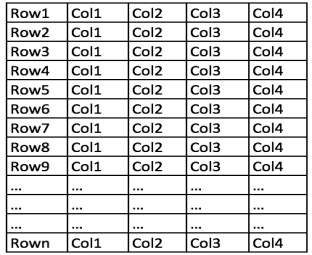 Row1 Col1 Col2 Col3 Col4
Row2 Col1 Col2 Col3 Col4
Row3 Col1 Col2 Col3 Col4
Row4 Col1 Col2 Col3 Col4
Row5 Col1 Col2 Col3 Col4
Row6 Col1 Col2 Col3 Col4
Row7 Col1 Col2 Col3 Col4
Row8 Col1 Col2 Col3 Col4
Row9 Col1 Col2 Col3 Col4
... ... ... ... ...
... ... ... ... ...
... ... ... ... ...
Rown Col1 Col2 Col3 Col4